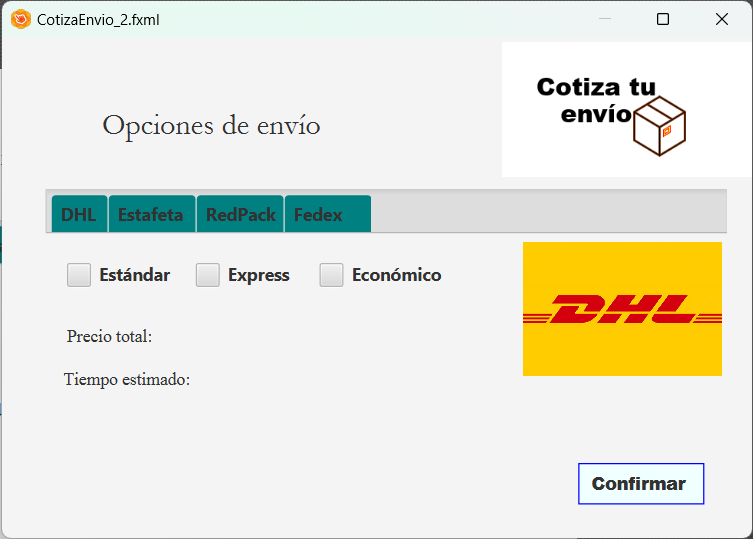 CotizaEnvio_2.fxml
Cotiza tu
envío
Opciones de envío
DHL Estafeta RedPack Fedex
Estándar Express Económico
DHL
Precio total:
Tiempo estimado:
Confirmar